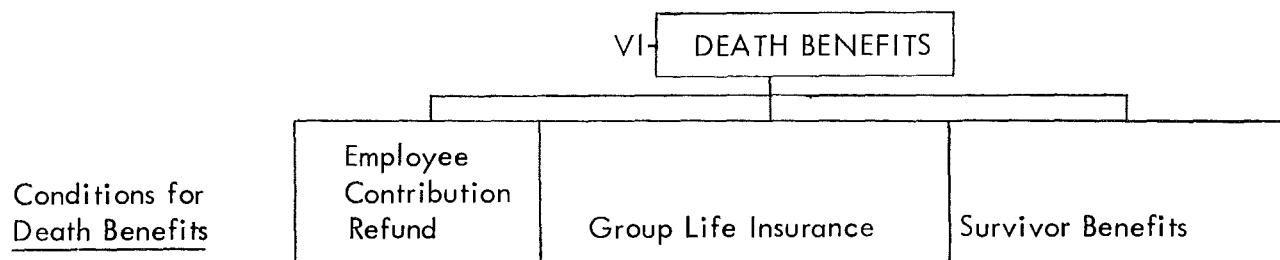 VI- DEATH BENEFITS
Employee
Conditions for Contribution
Death Benefits Refund Group Life Insurance Survivor Benefits